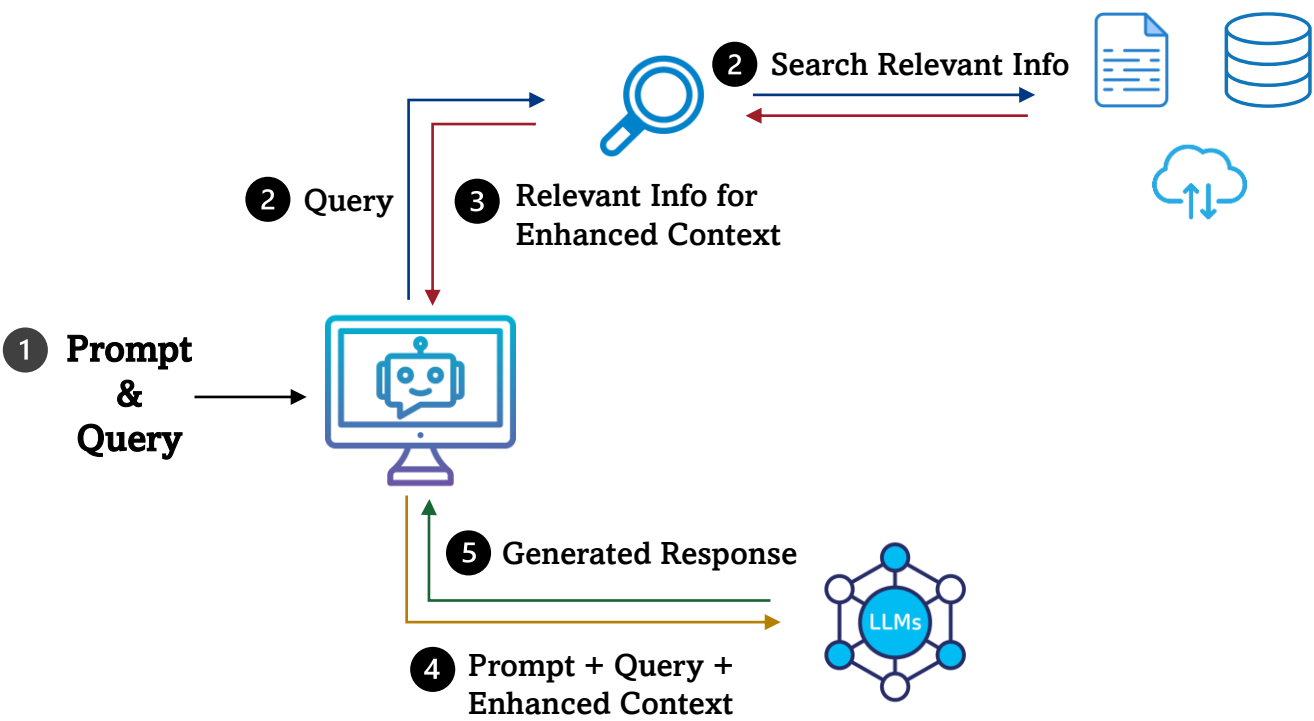 2 Search Relevant Info
2 Query
3 Relevant Info for
Enhanced Context
1 Prompt
&
Query
5 Generated Response
LLMs
4 Prompt + Query +
Enhanced Context